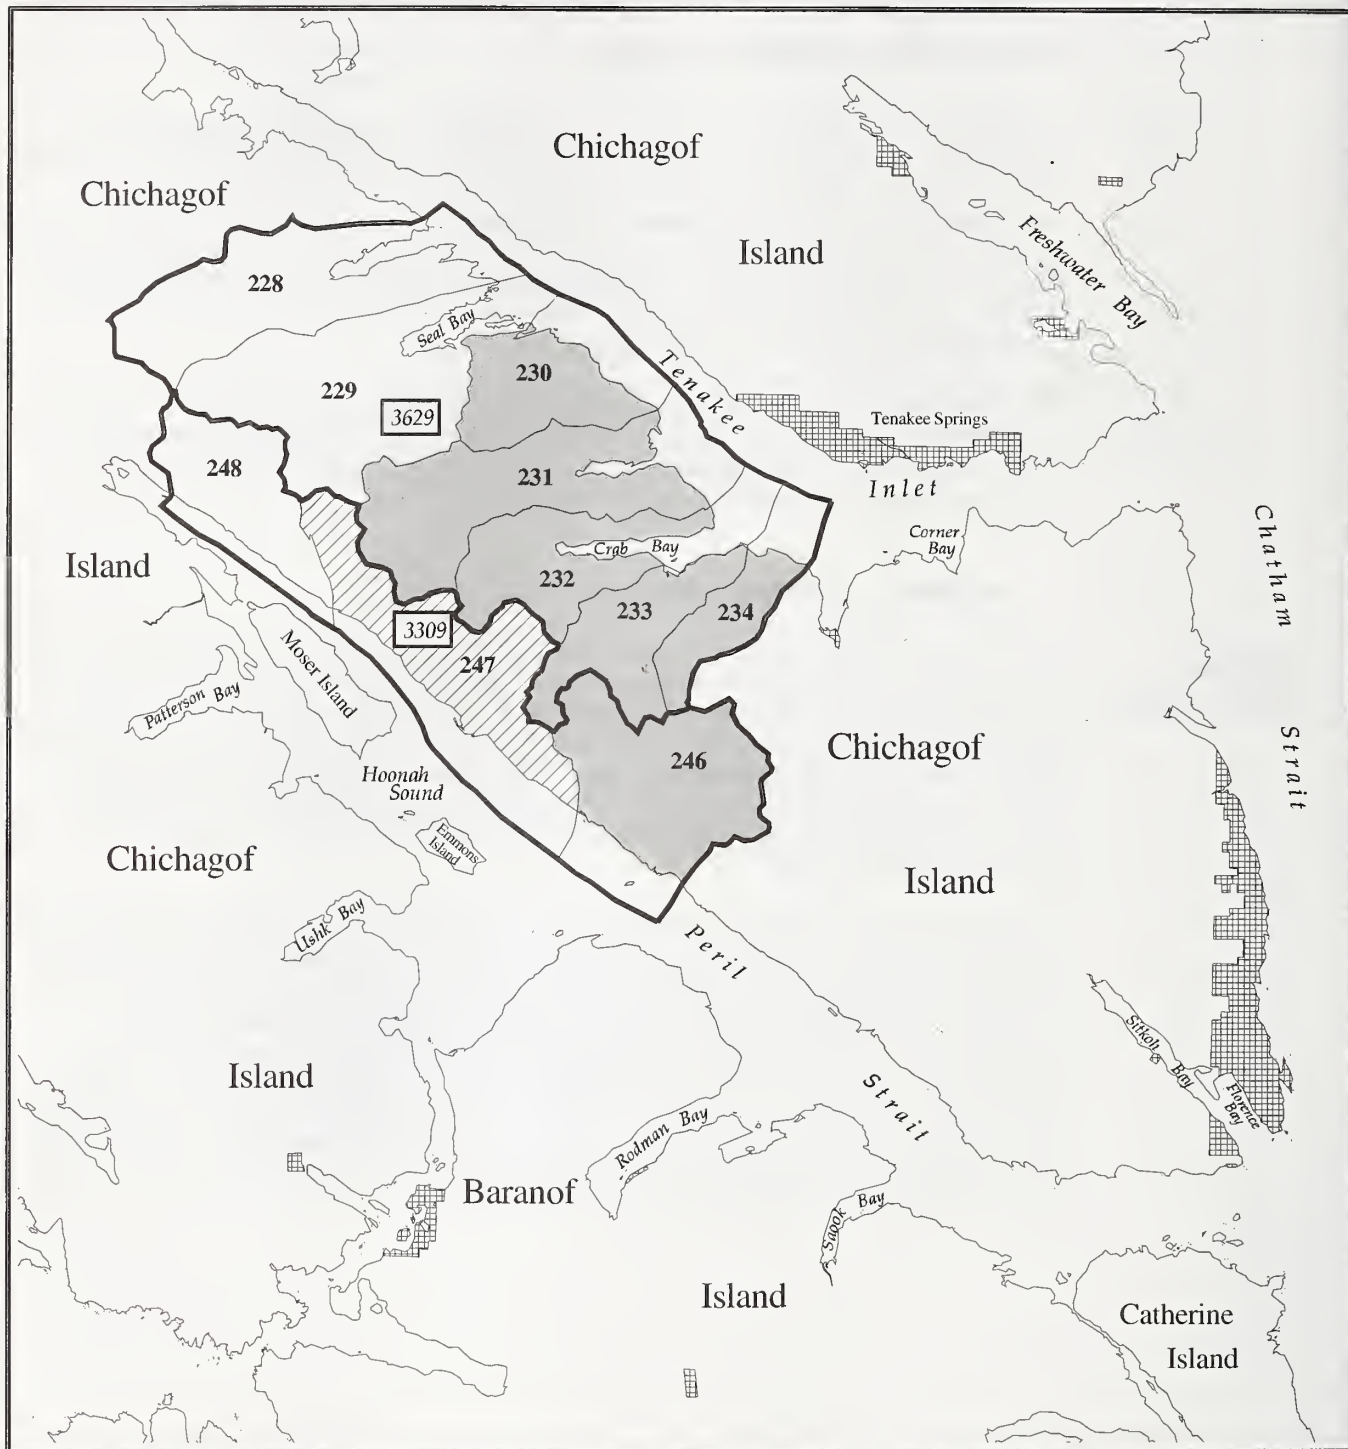 Chichagof
Chichagof
Island
Freshwater Bay
228
Seal Bay
230
229
3629
Tenakee
Tenakee Springs
248
231
Inlet
Corner
Bay
Chatham
Island
Crab Bay
232
233
234
3309
247
Moser Island
Patterson Bay
Strait
Chichagof
246
Hoonah
Sound
Emmons
Island
Chichagof
Island
Ushk Bay
Peril
Sitkoh
Bay
Florence
Bay
Island
Strait
Rodman Bay
Baranof
Saook Bay
Island
Catherine
Island